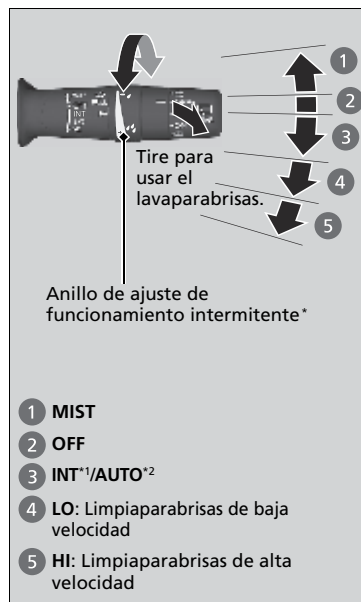 1
2
3
4
5
INT
Tire para
usar el
lavaparabrisas.
Anillo de ajuste de
funcionamiento intermitente*
1 MIST
2 OFF
3 INT*1/AUTO*2
4 LO: Limpiaparabrisas de baja
velocidad
5 HI: Limpiaparabrisas de alta
velocidad